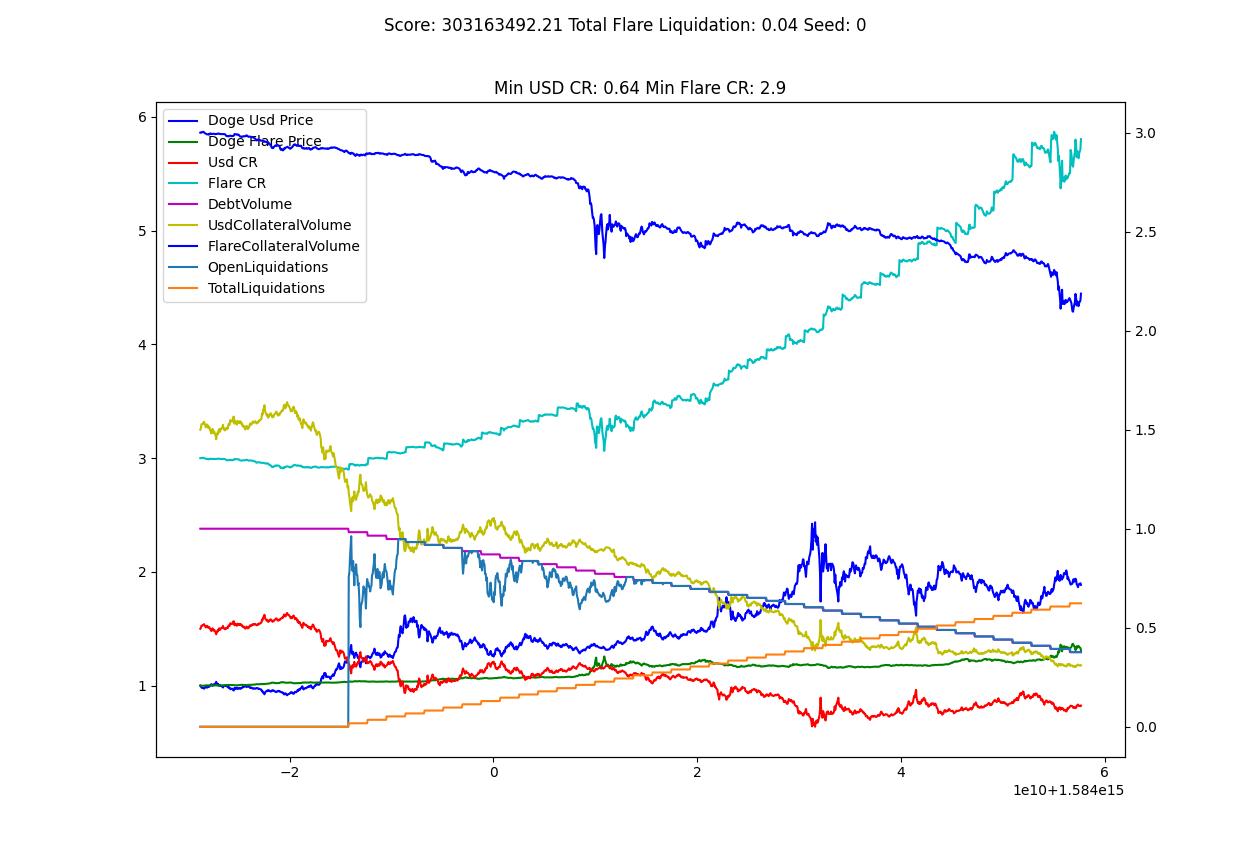 Score: 303163492.21 Total Flare Liquidation: 0.04 Seed: 0
Min USD CR: 0.64 Min Flare CR: 2.9
Doge Usd Price
Doge Flare Price
Usd CR
Flare CR
DebtVolume
UsdCollateralVolume
FlareCollateralVolume
OpenLiquidations
TotalLiquidations
6
5
4
3
2
1
3.0
2.5
2.0
1.5
1.0
0.5
0.0
−2
0
2
4
6
1e10+1.584e15